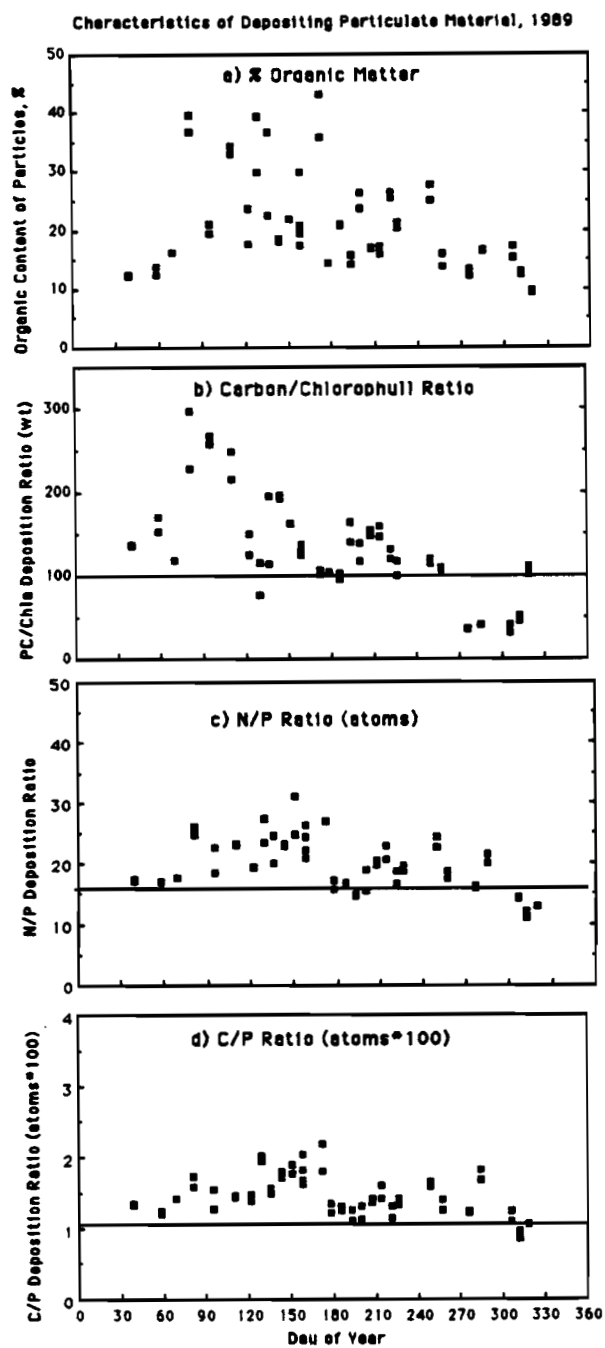 Characteristics of Depositing Particulate Material, 1989
a) % Organic Matter
Organic Content of Particles, %
50
40
30
20
10
0
b) Carbon/Chlorophull Ratio
PC/Chla Deposition Ratio (wt)
300
200
100
0
c) N/P Ratio (atoms)
N/P Deposition Ratio
50
40
30
20
10
0
d) C/P Ratio (atoms*100)
C/P Deposition Ratio (atoms*100)
4
3
2
1
0
0 30 60 90 120 150 180 210 240 270 300 330 360
Day of Year